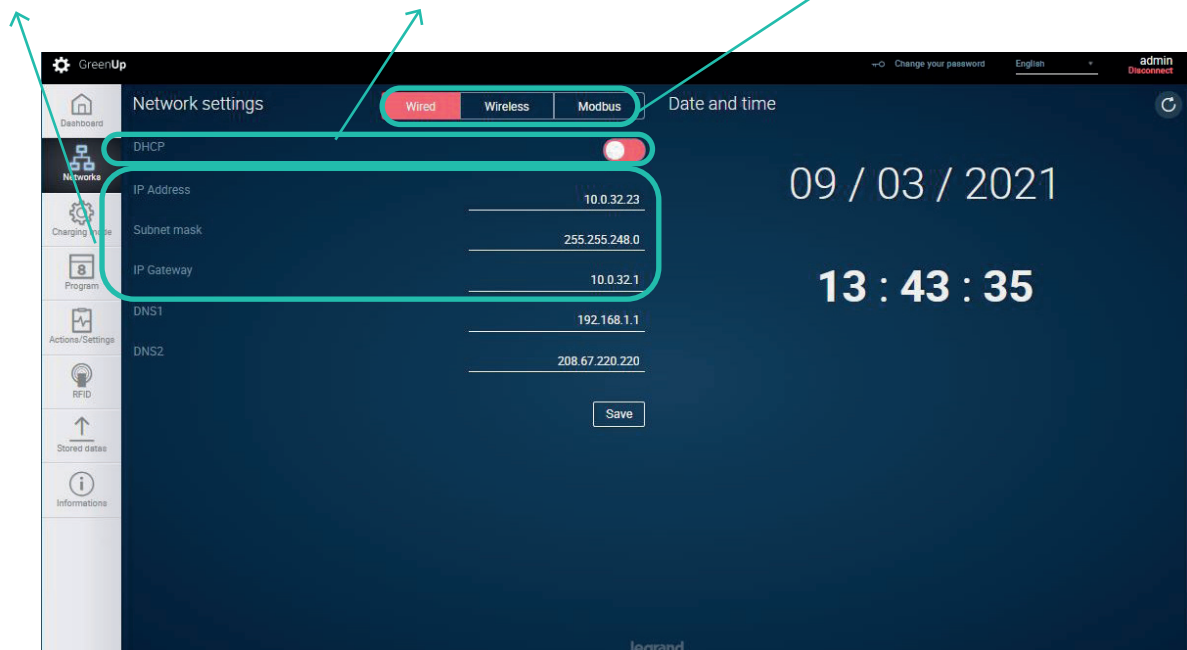 GreenUp
Change your password
English
admin
Disconnect
Dashboard
Networks
Charging mode
8
Program
Actions/Settings
RFID
Stored datas
Informations
Network settings
Wired
Wireless
Modbus
DHCP
IP Address
10.0.32.23
Subnet mask
255.255.248.0
IP Gateway
10.0.32.1
DNS1
192.168.1.1
DNS2
208.67.220.220
Save
Date and time
09 / 03 / 2021
13 : 43 : 35
legrand